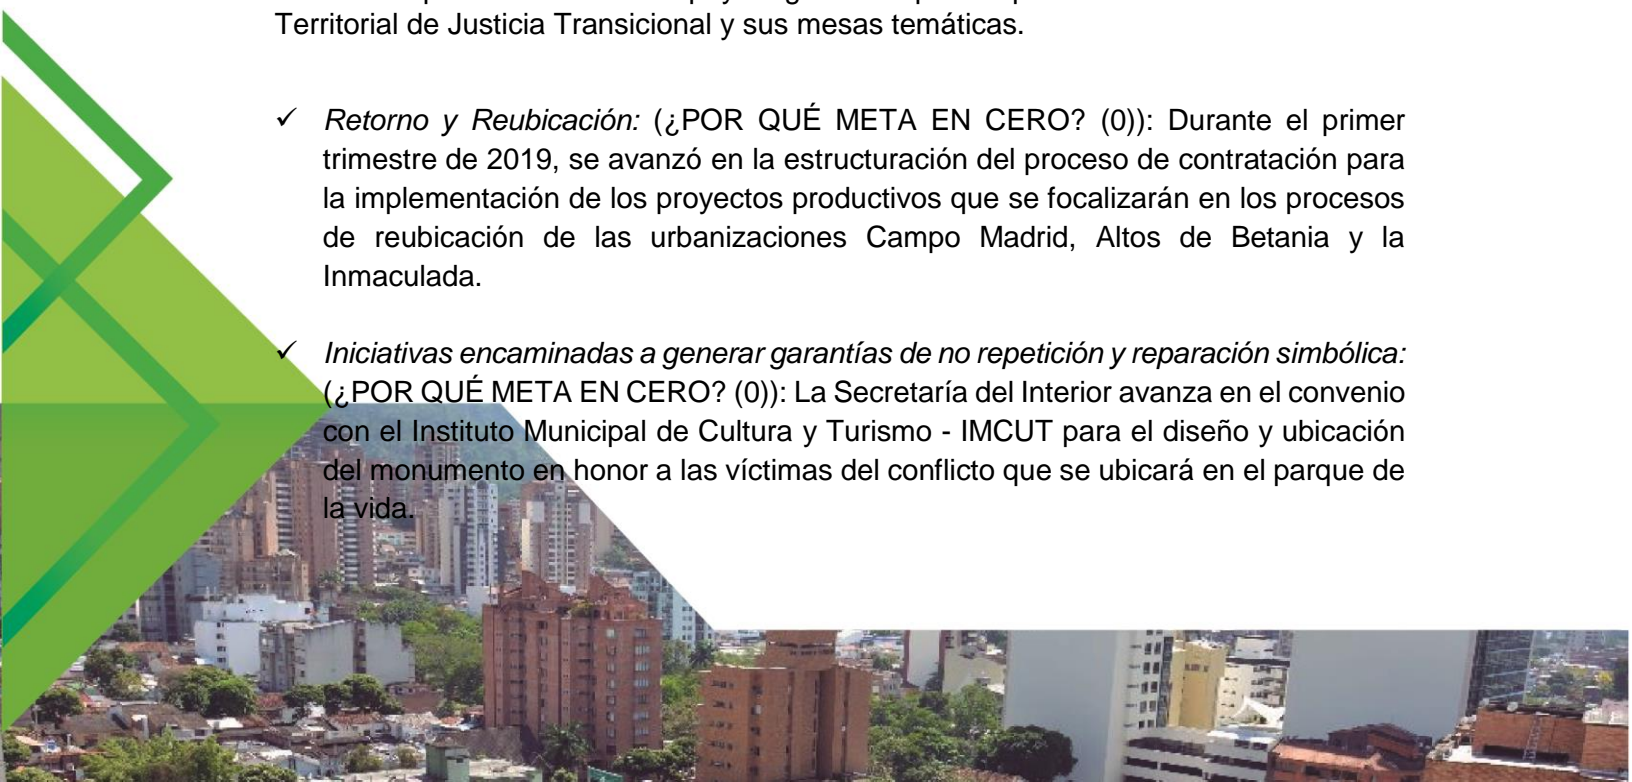 Territorial de Justicia Transicional y sus mesas temáticas.
✓ Retorno y Reubicación: (¿POR QUÉ META EN CERO? (0)): Durante el primer
trimestre de 2019, se avanzó en la estructuración del proceso de contratación para
la implementación de los proyectos productivos que se focalizarán en los procesos
de reubicación de las urbanizaciones Campo Madrid, Altos de Betania y la
Inmaculada.
✓ Iniciativas encaminadas a generar garantías de no repetición y reparación simbólica:
(¿POR QUÉ META EN CERO? (0)): La Secretaría del Interior avanza en el convenio
con el Instituto Municipal de Cultura y Turismo - IMCUT para el diseño y ubicación
del monumento en honor a las víctimas del conflicto que se ubicará en el parque de
la vida.